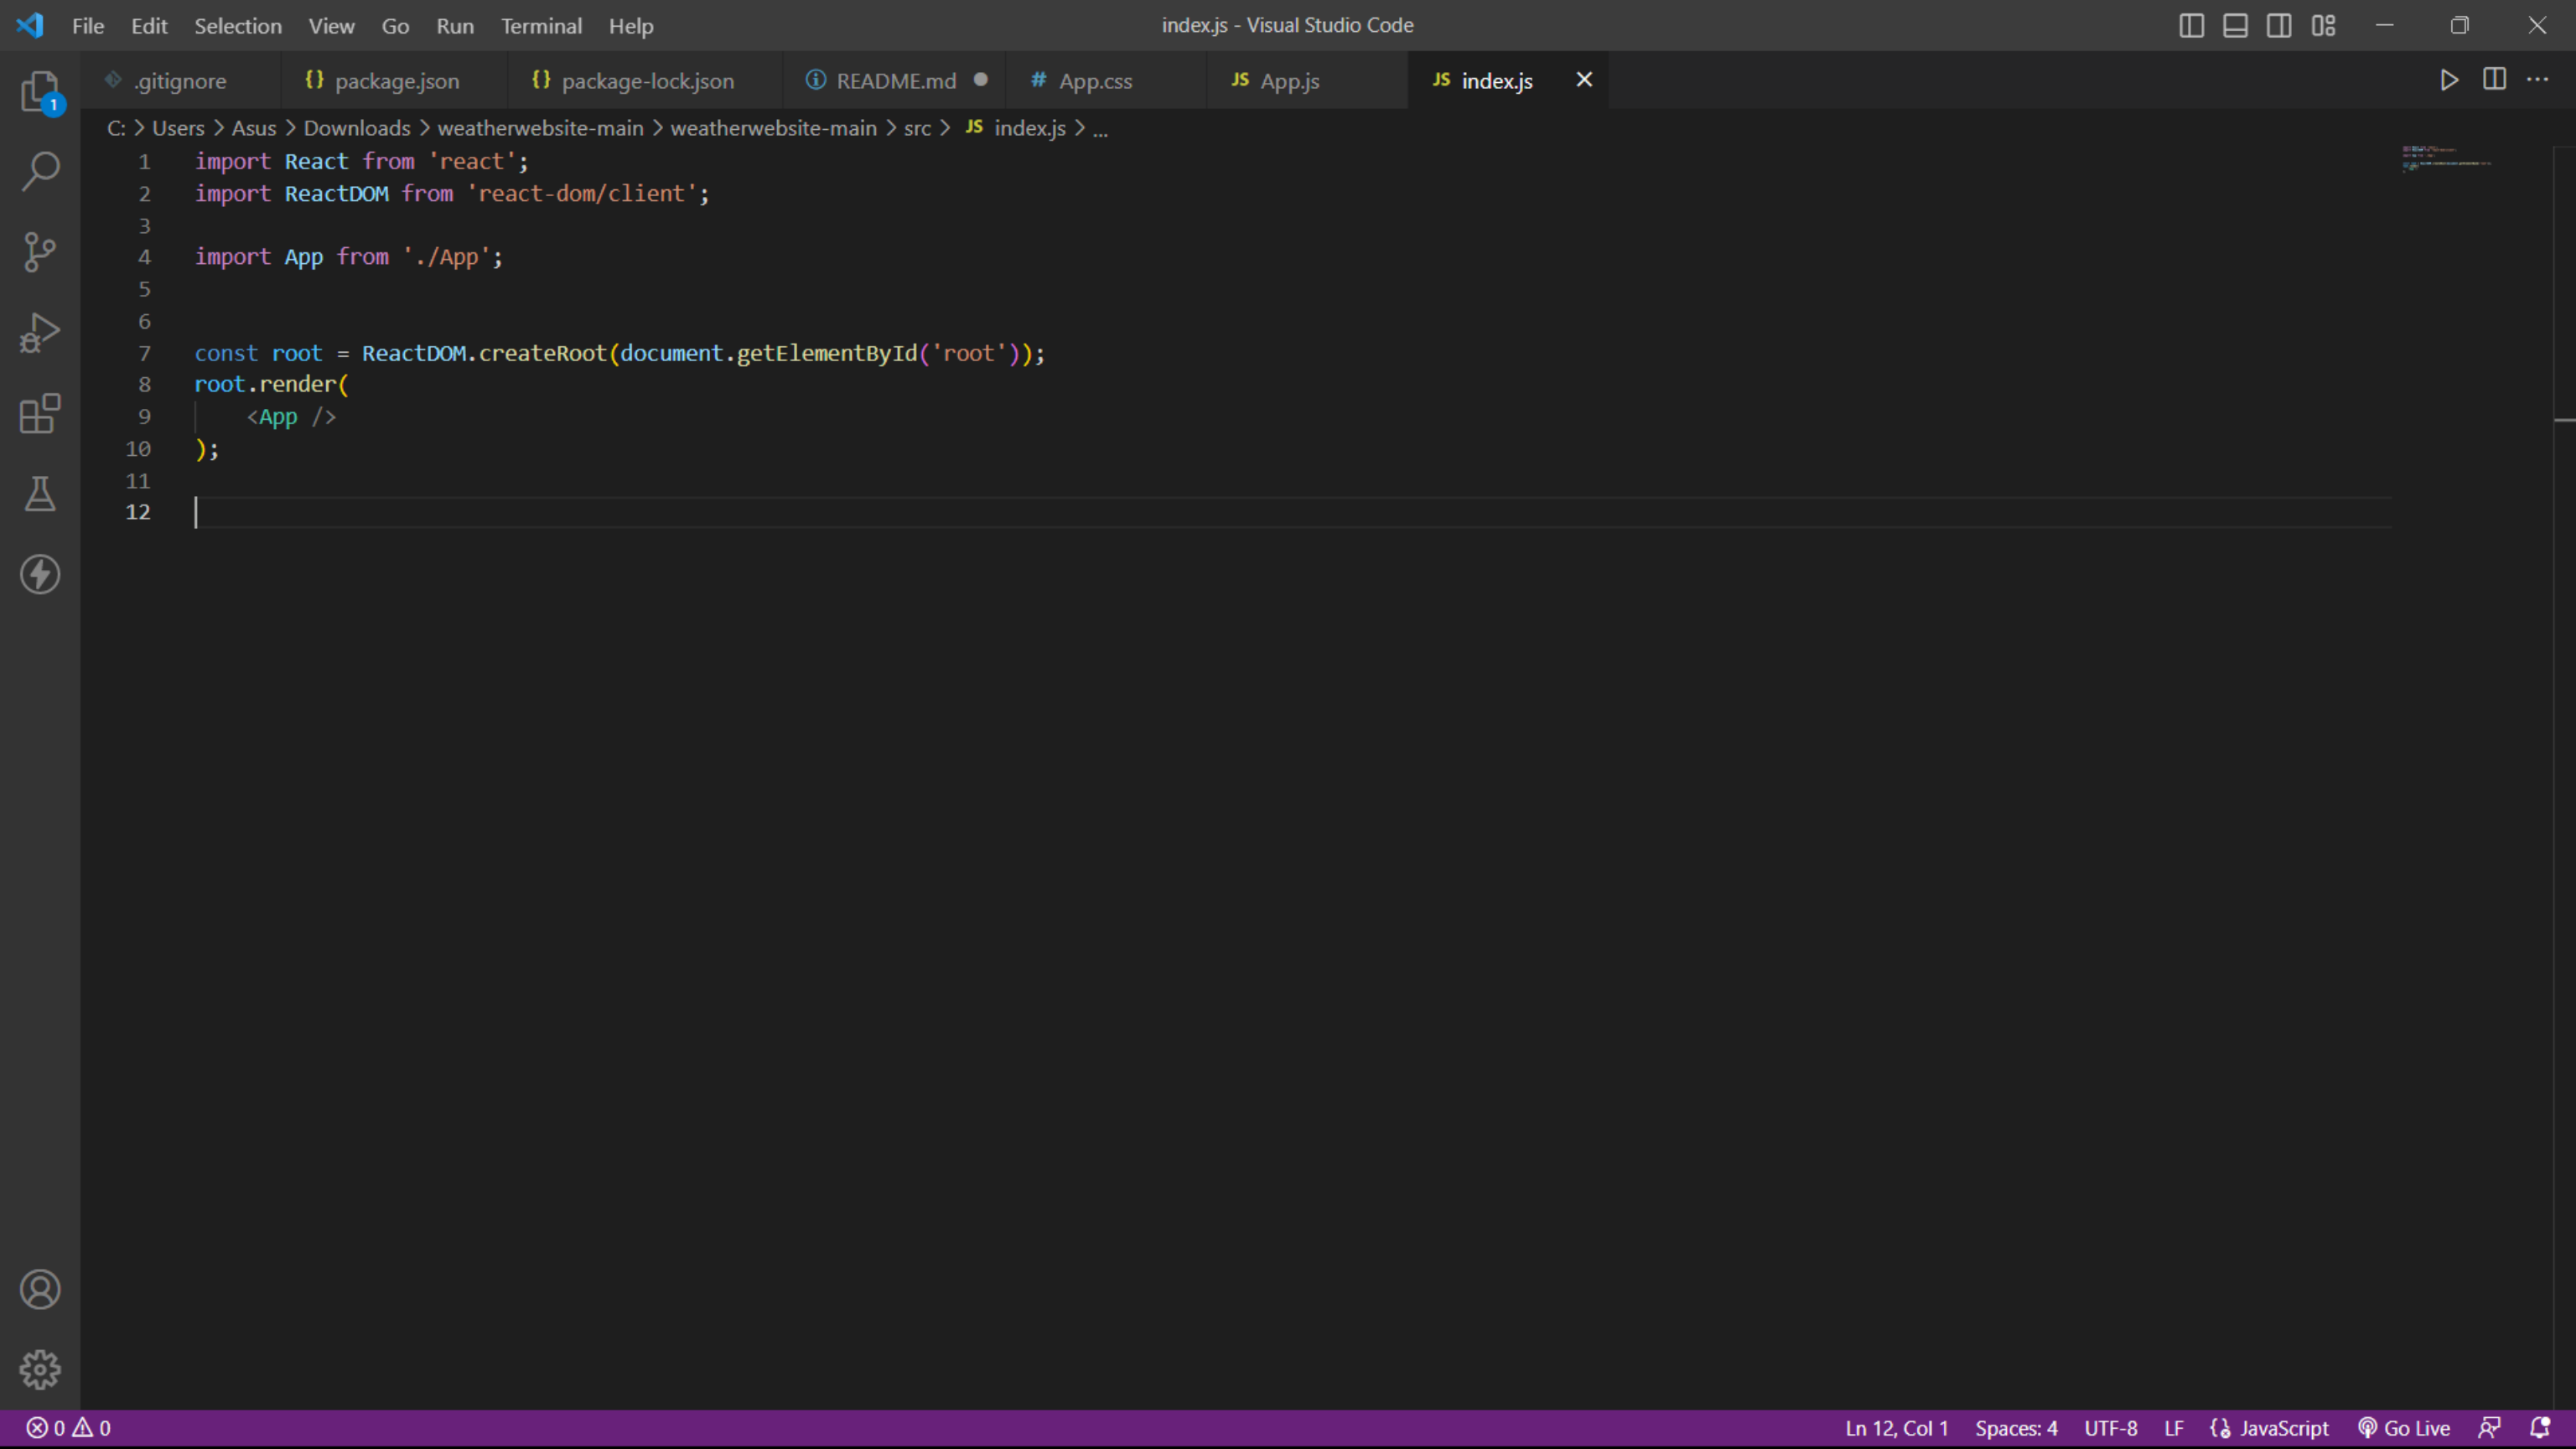 File Edit Selection View Go Run Terminal Help
index.js - Visual Studio Code
1
.gitignore
{} package.json
{} package-lock.json
README.md
# App.css
JS App.js
JS index.js
C: > Users > Asus > Downloads > weatherwebsite-main > weatherwebsite-main > src > JS index.js > ...
1 import React from 'react';
2 import ReactDOM from 'react-dom/client';
3
4 import App from './App';
5
6
7 const root = ReactDOM.createRoot(document.getElementById('root'));
8 root.render(
9 <App />
10 );
11
12
0 0
Ln 12, Col 1 Spaces: 4 UTF-8 LF JavaScript Go Live